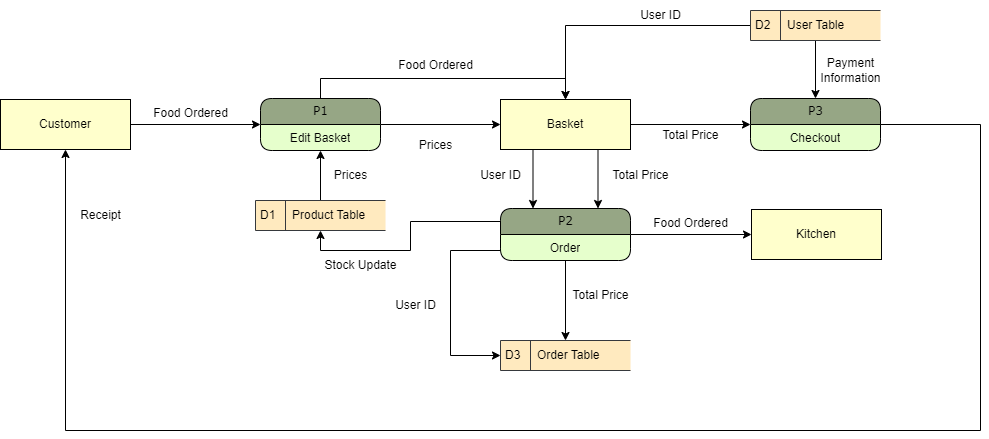 User ID
D2 User Table
Food Ordered
Payment
Information
Customer
Food Ordered
P1
Edit Basket
Prices
Basket
Total Price
P3
Checkout
Prices
User ID
Total Price
Receipt
D1 Product Table
P2
Order
Food Ordered
Kitchen
Stock Update
User ID
Total Price
D3 Order Table